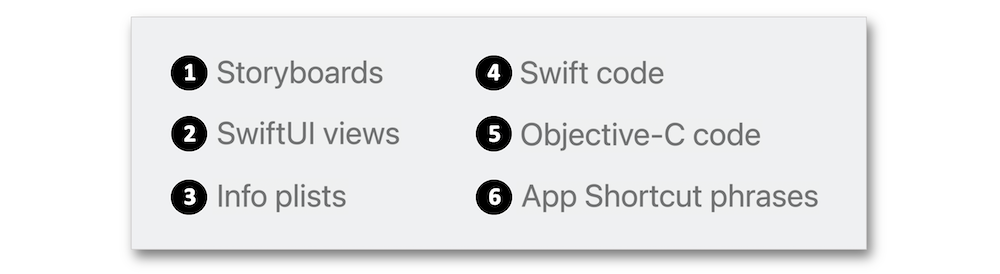 1 Storyboards
2 SwiftUI views
3 Info plists
4 Swift code
5 Objective-C code
6 App Shortcut phrases